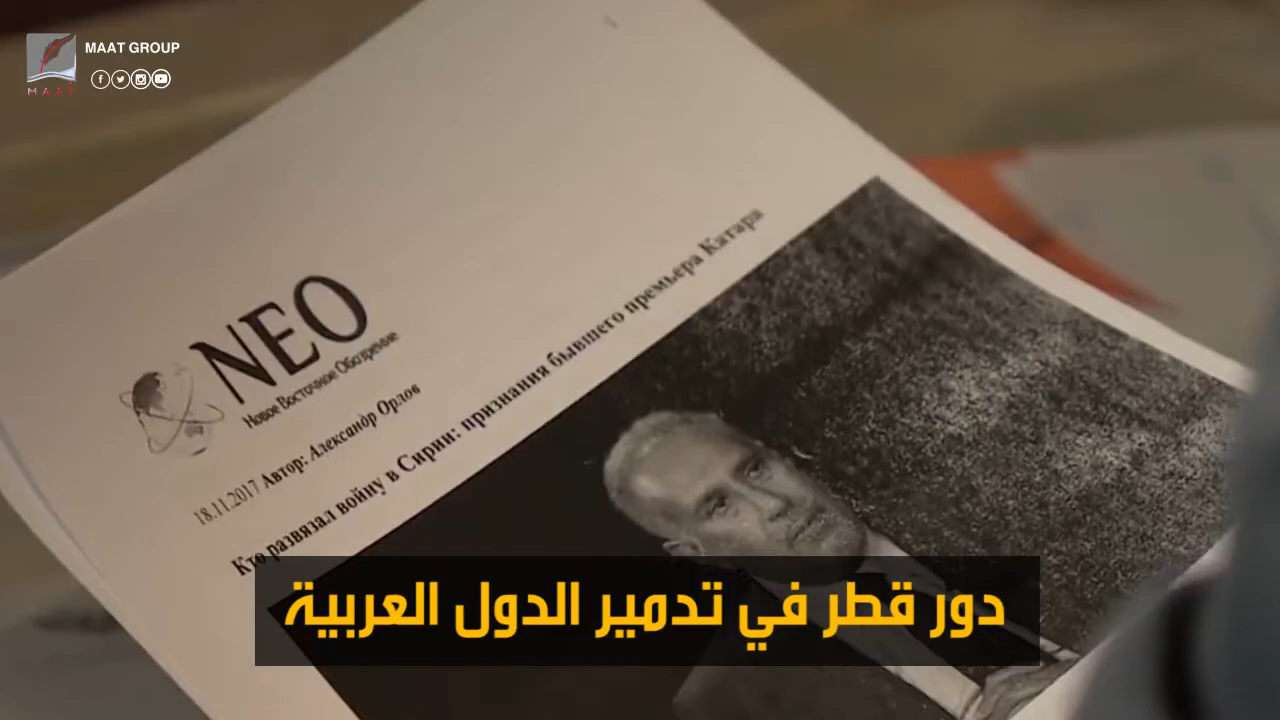 MAAT GROUP
MAAT
NEO
Новое Восточное Обозрение
18.11.2017 Автор: Александр Орлов
Кто развязал войну в Сирии: признания бывшего премьера Катара
دور قطر في تدمير الدول العربية